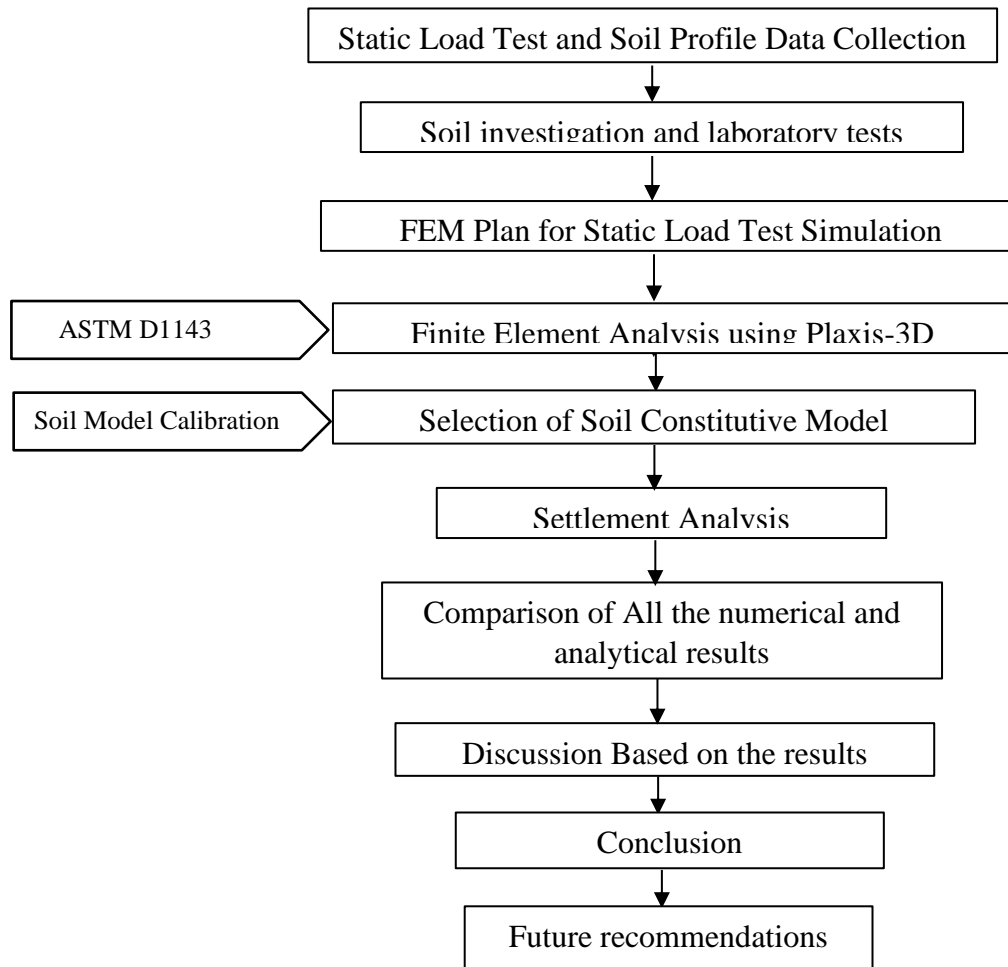 Static Load Test and Soil Profile Data Collection
Soil investigation and laboratory tests
FEM Plan for Static Load Test Simulation
ASTM D1143
Finite Element Analysis using Plaxis-3D
Soil Model Calibration
Selection of Soil Constitutive Model
Settlement Analysis
Comparison of All the numerical and
analytical results
Discussion Based on the results
Conclusion
Future recommendations